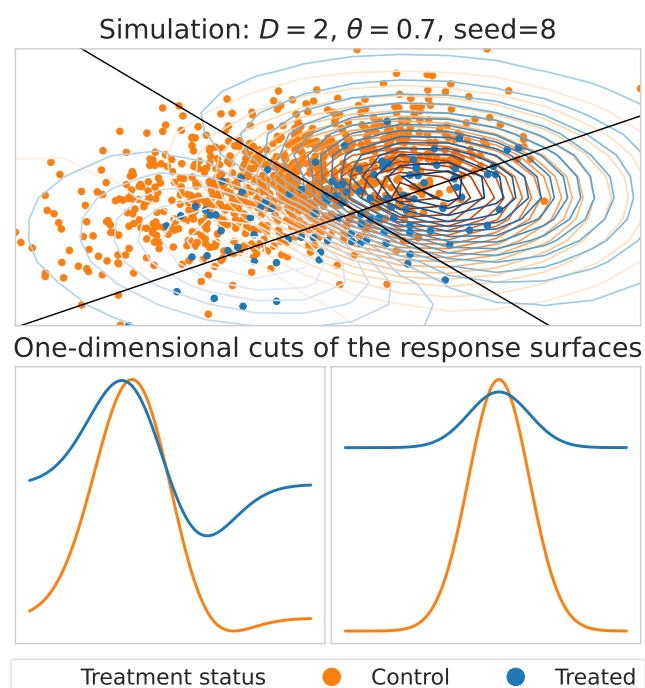 Simulation: D = 2, θ = 0.7, seed=8
One-dimensional cuts of the response surfaces
Treatment status Control Treated